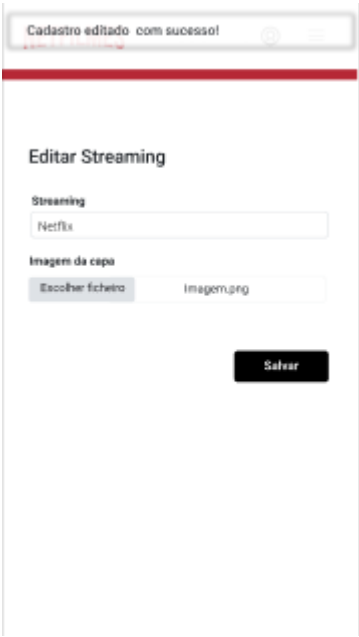 Cadastro editado com sucesso!
Editar Streaming
Streaming
Netflix
Imagem da capa
Escolher ficheiro
Imagem.png
Salvar